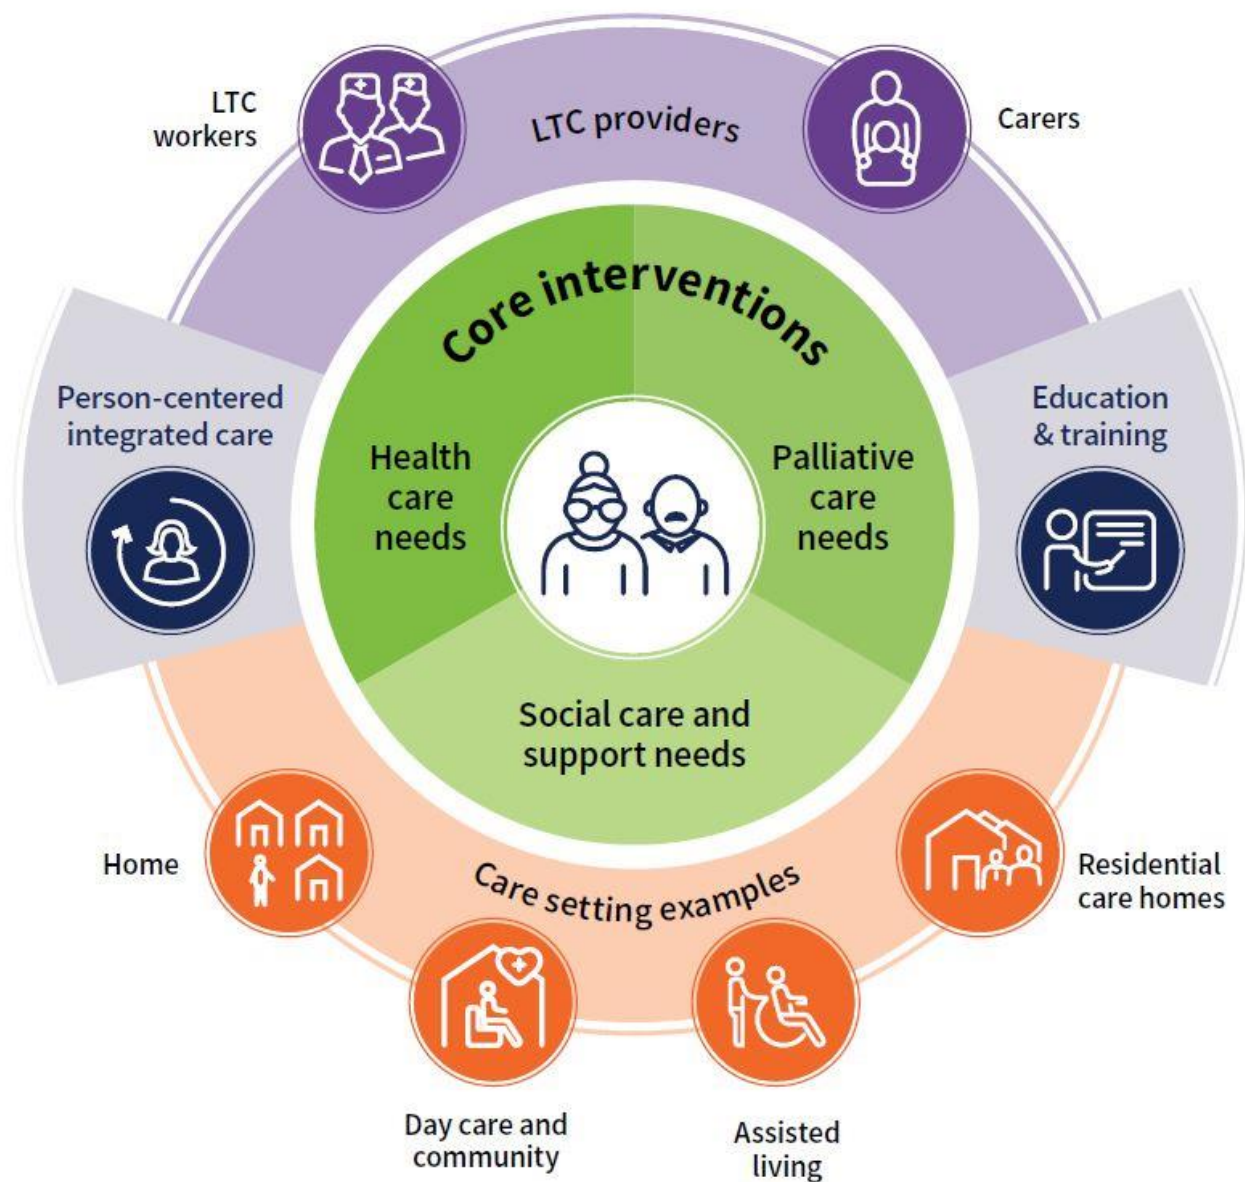 LTC
workers
LTC providers
Carers
Core interventions
Person-centered
integrated care
Health
care
needs
Palliative
care
needs
Education
& training
Social care and
support needs
Home
Care setting examples
Residential
care homes
Day care and
community
Assisted
living